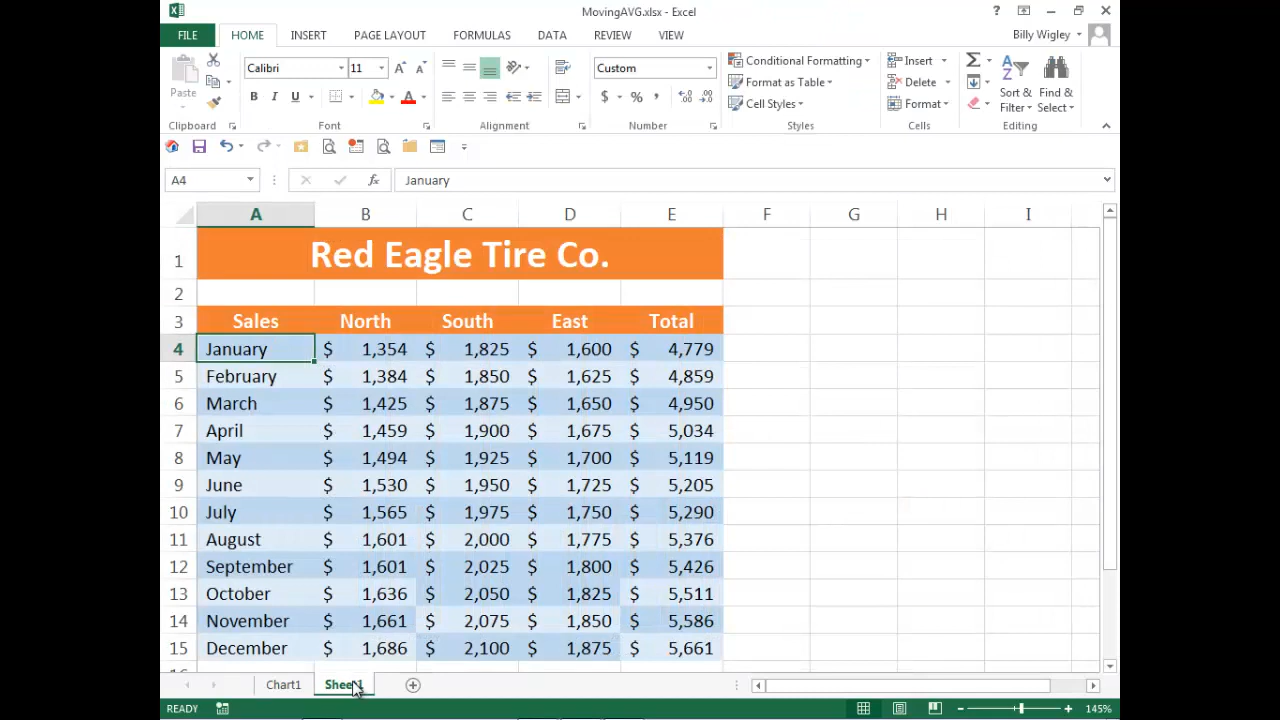 MovingAVG.xlsx - Excel
FILE HOME INSERT PAGE LAYOUT FORMULAS DATA REVIEW VIEW Billy Wigley
Calibri 11 Custom Conditional Formatting Insert
Paste Format as Table Delete Sort & Find &
B I U $ % , Cell Styles Format Filter Select
Clipboard Font Alignment Number Styles Cells Editing
A4 fx January
A B C D E F G H I
1 Red Eagle Tire Co.
2
3 Sales North South East Total
4 January $ 1,354 $ 1,825 $ 1,600 $ 4,779
5 February $ 1,384 $ 1,850 $ 1,625 $ 4,859
6 March $ 1,425 $ 1,875 $ 1,650 $ 4,950
7 April $ 1,459 $ 1,900 $ 1,675 $ 5,034
8 May $ 1,494 $ 1,925 $ 1,700 $ 5,119
9 June $ 1,530 $ 1,950 $ 1,725 $ 5,205
10 July $ 1,565 $ 1,975 $ 1,750 $ 5,290
11 August $ 1,601 $ 2,000 $ 1,775 $ 5,376
12 September $ 1,601 $ 2,025 $ 1,800 $ 5,426
13 October $ 1,636 $ 2,050 $ 1,825 $ 5,511
14 November $ 1,661 $ 2,075 $ 1,850 $ 5,586
15 December $ 1,686 $ 2,100 $ 1,875 $ 5,661
Chart1 Sheet1
READY 145%